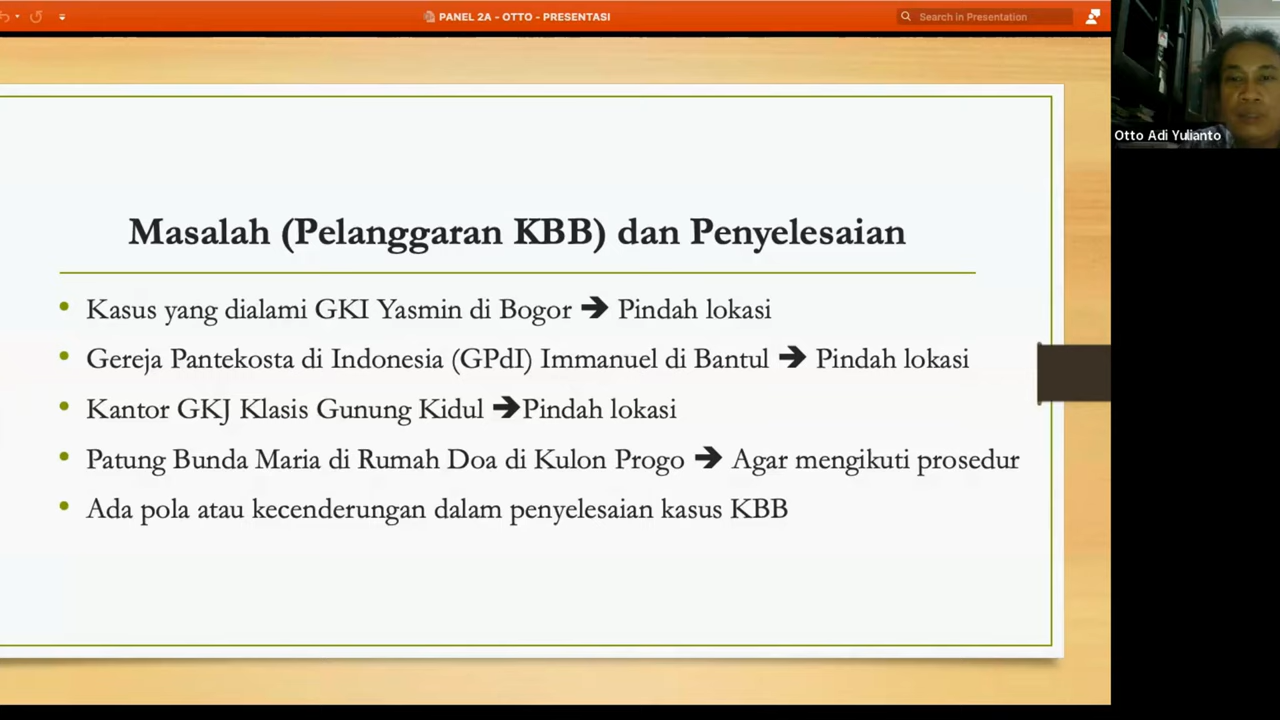 PANEL 2A - OTTO - PRESENTASI
Search in Presentation
Otto Adi Yulianto
Masalah (Pelanggaran KBB) dan Penyelesaian
• Kasus yang dialami GKI Yasmin di Bogor ➔ Pindah lokasi
• Gereja Pantekosta di Indonesia (GPdI) Immanuel di Bantul ➔ Pindah lokasi
• Kantor GKJ Klasis Gunung Kidul ➔Pindah lokasi
• Patung Bunda Maria di Rumah Doa di Kulon Progo ➔ Agar mengikuti prosedur
• Ada pola atau kecenderungan dalam penyelesaian kasus KBB